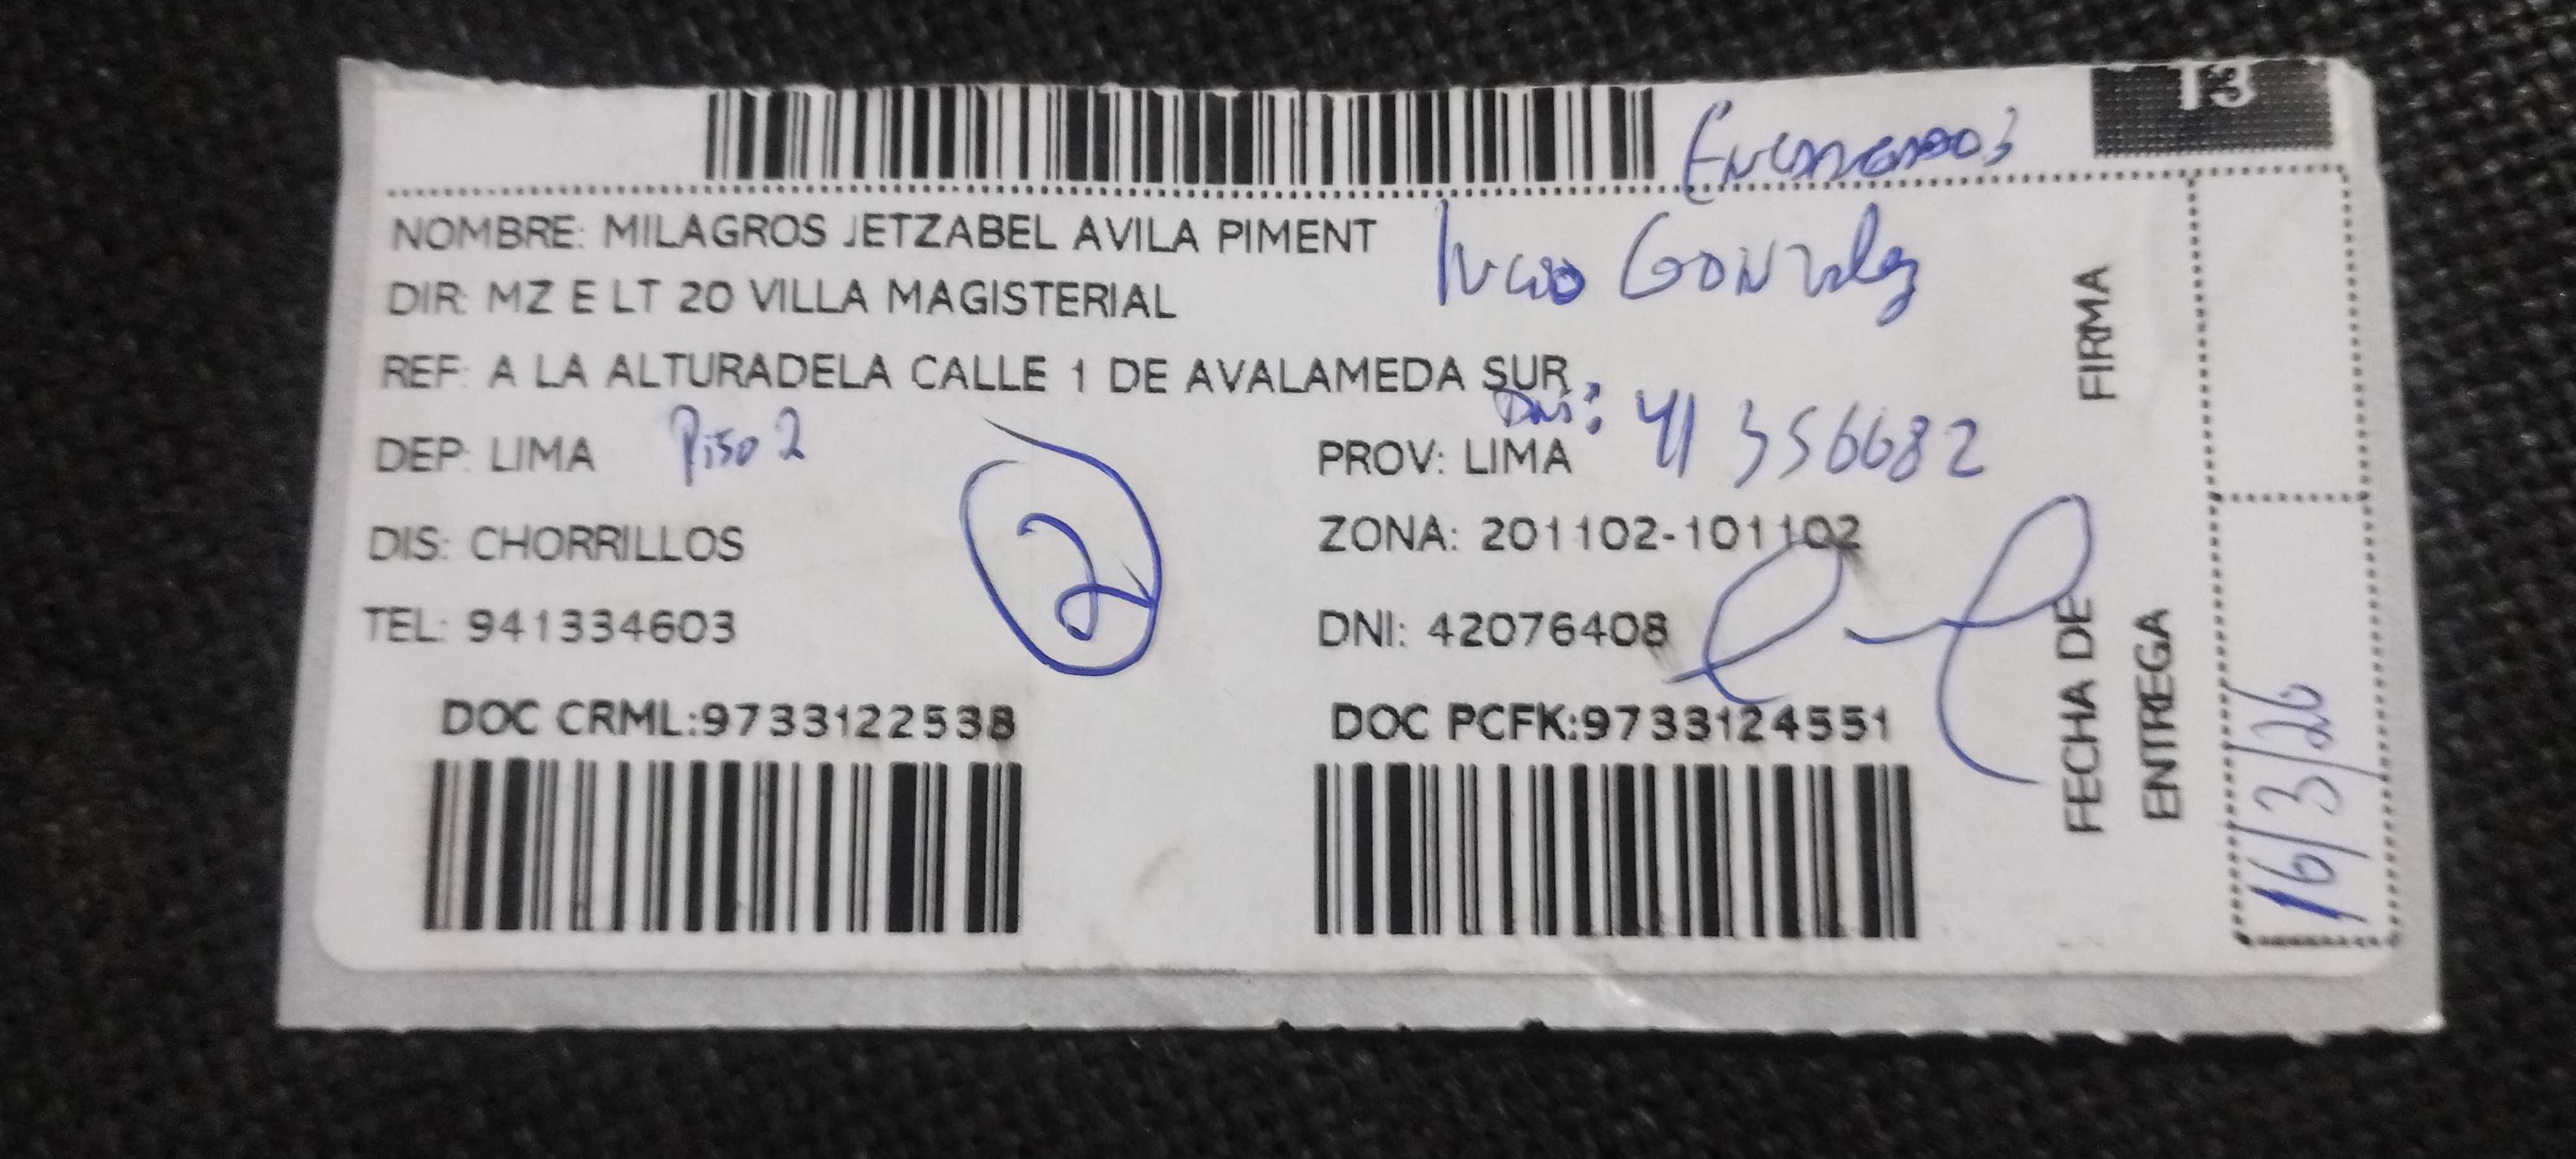 13
NOMBRE: MILAGROS JETZABEL AVILA PIMENT
Gonzalez
DIR: MZ E LT 20 VILLA MAGISTERIAL
REF: A LA ALTURADELA CALLE 1 DE AVALAMEDA SUR
Dni: 41356682
DEP: LIMA
Piso 2
PROV: LIMA
2
DIS: CHORRILLOS
ZONA: 201102-101102
TEL: 941334603
DNI: 42076408
DOC CRML:9733122538
DOC PCFK:9733124551
FIRMA
FECHA DE
ENTREGA
16/3/26